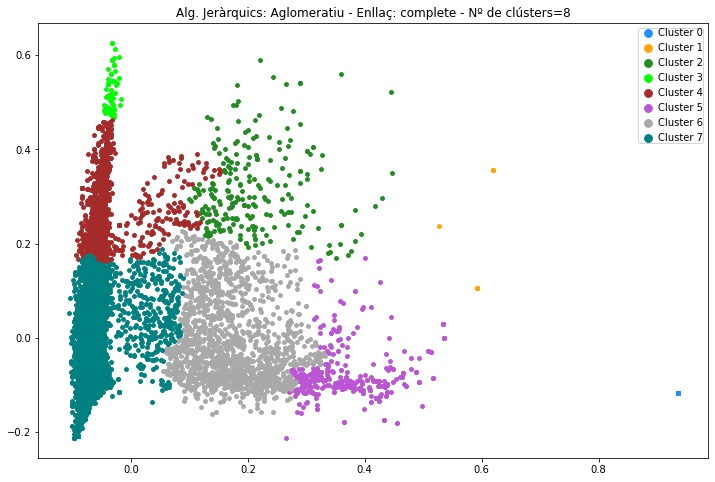 Alg. Jeràrquics: Aglomeratiu - Enllaç: complete - Nº de clústers=8
Cluster 0
Cluster 1
Cluster 2
Cluster 3
Cluster 4
Cluster 5
Cluster 6
Cluster 7
0.6
0.4
0.2
0.0
−0.2
0.0 0.2 0.4 0.6 0.8